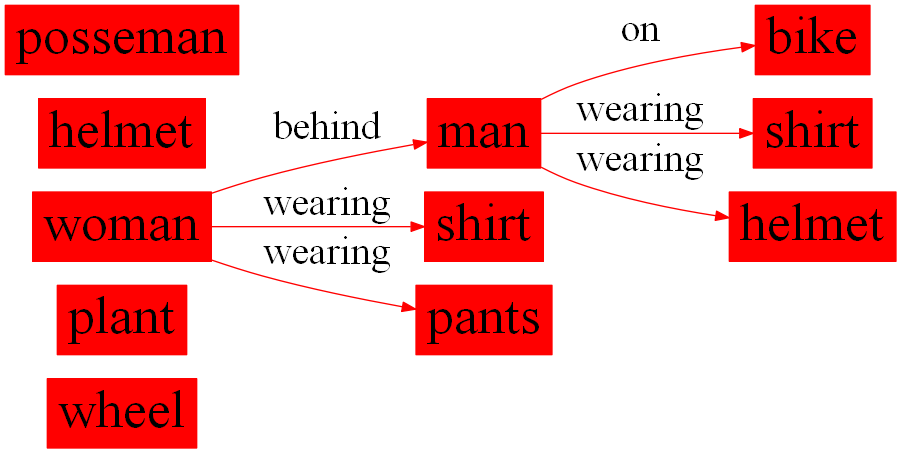 posseman
helmet
woman
plant
wheel
behind
wearing
wearing
man
shirt
pants
on
wearing
wearing
bike
shirt
helmet